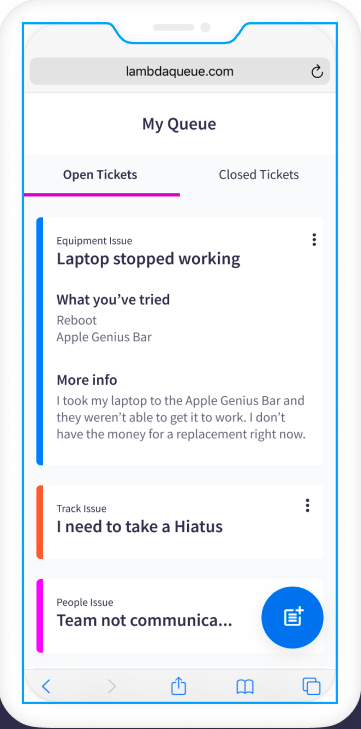 lambdaqueue.com
My Queue
Open Tickets
Closed Tickets
Equipment Issue
Laptop stopped working
What you’ve tried
Reboot
Apple Genius Bar
More info
I took my laptop to the Apple Genius Bar and
they weren’t able to get it to work. I don’t
have the money for a replacement right now.
Track Issue
I need to take a Hiatus
People Issue
Team not communica...